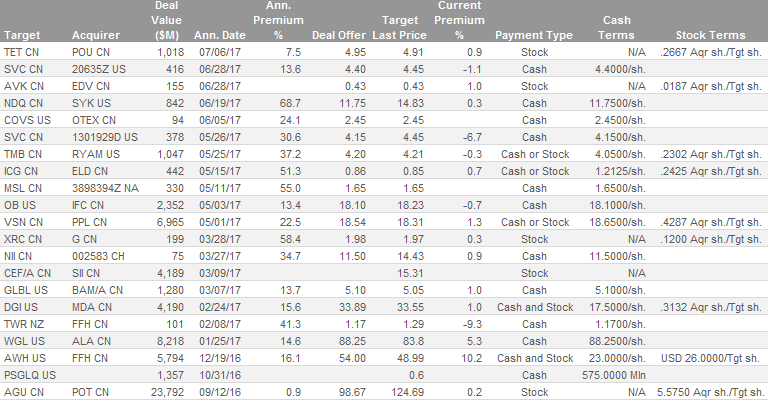 Deal Ann. Current
Value Premium Target Premium Cash
Target Acquirer ($M) Ann. Date % Deal Offer Last Price % Payment Type Terms Stock Terms
TET CN POU CN 1,018 07/06/17 7.5 4.95 4.91 0.9 Stock N/A .2667 Aqr sh./Tgt sh.
SVC CN 20635Z US 416 06/28/17 13.6 4.40 4.45 -1.1 Cash 4.4000/sh.
AVK CN EDV CN 155 06/28/17 0.43 0.43 1.0 Stock N/A .0187 Aqr sh./Tgt sh.
NDQ CN SYK US 842 06/19/17 68.7 11.75 14.83 0.3 Cash 11.7500/sh.
COVS US OTEX CN 94 06/05/17 24.1 2.45 2.45 Cash 2.4500/sh.
SVC CN 1301929D US 378 05/26/17 30.6 4.15 4.45 -6.7 Cash 4.1500/sh.
TMB CN RYAM US 1,047 05/25/17 37.2 4.20 4.21 -0.3 Cash or Stock 4.0500/sh. .2302 Aqr sh./Tgt sh.
ICG CN ELD CN 442 05/15/17 51.3 0.86 0.85 0.7 Cash or Stock 1.2125/sh. .2425 Aqr sh./Tgt sh.
MSL CN 3898394Z NA 330 05/11/17 55.0 1.65 1.65 Cash 1.6500/sh.
OB US IFC CN 2,352 05/03/17 13.4 18.10 18.23 -0.7 Cash 18.1000/sh.
VSN CN PPL CN 6,965 05/01/17 22.5 18.54 18.31 1.3 Cash or Stock 18.6500/sh. .4287 Aqr sh./Tgt sh.
XRC CN G CN 199 03/28/17 58.4 1.98 1.97 0.3 Stock N/A .1200 Aqr sh./Tgt sh.
NII CN 002583 CH 75 03/27/17 34.7 11.50 14.43 0.9 Cash 11.5000/sh.
CEF/A CN SII CN 4,189 03/09/17 15.31 Stock N/A
GLBL US BAM/A CN 1,280 03/07/17 13.7 5.10 5.05 1.0 Cash 5.1000/sh.
DGI US MDA CN 4,190 02/24/17 15.6 33.89 33.55 1.0 Cash and Stock 17.5000/sh. .3132 Aqr sh./Tgt sh.
TWR NZ FFH CN 101 02/08/17 41.3 1.17 1.29 -9.3 Cash 1.1700/sh.
WGL US ALA CN 8,218 01/25/17 14.6 88.25 83.8 5.3 Cash 88.2500/sh.
AWH US FFH CN 5,794 12/19/16 16.1 54.00 48.99 10.2 Cash and Stock 23.0000/sh. USD 26.0000/Tgt sh.
PSGLQ US 1,357 10/31/16 0.6 Cash 575.0000 Mln
AGU CN POT CN 23,792 09/12/16 0.9 98.67 124.69 0.2 Stock N/A 5.5750 Aqr sh./Tgt sh.